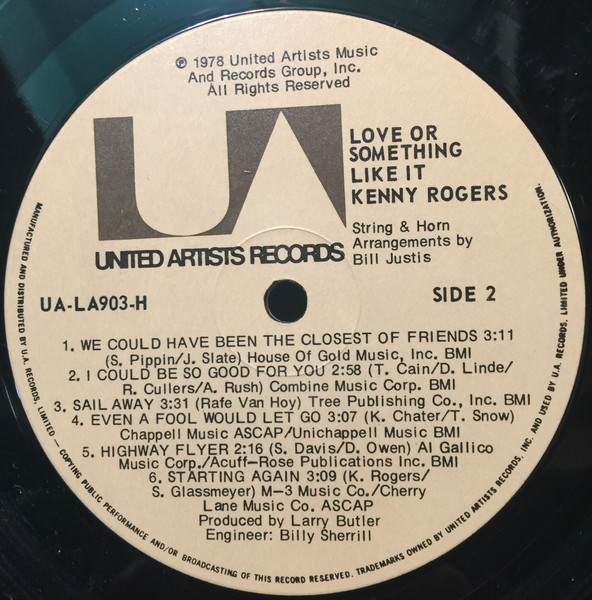 ℗ 1978 United Artists Music
And Records Group, Inc.
All Rights Reserved
UA
UNITED ARTISTS RECORDS
LOVE OR
SOMETHING
LIKE IT
KENNY ROGERS
String & Horn
Arrangements by
Bill Justis
UA-LA903-H
SIDE 2
1. WE COULD HAVE BEEN THE CLOSEST OF FRIENDS 3:11
(S. Pippin/J. Slate) House Of Gold Music, Inc. BMI
2. I COULD BE SO GOOD FOR YOU 2:58 (T. Cain/D. Linde/
R. Cullers/A. Rush) Combine Music Corp. BMI
3. SAIL AWAY 3:31 (Rafe Van Hoy) Tree Publishing Co., Inc. BMI
4. EVEN A FOOL WOULD LET GO 3:07 (K. Chater/T. Snow)
Chappell Music ASCAP/Unichappell Music BMI
5. HIGHWAY FLYER 2:16 (S. Davis/D. Owen) Al Gallico
Music Corp./Acuff-Rose Publications Inc. BMI
6. STARTING AGAIN 3:09 (K. Rogers/
S. Glassmeyer) M-3 Music Co./Cherry
Lane Music Co. ASCAP
Produced by Larry Butler
Engineer: Billy Sherrill
MANUFACTURED AND DISTRIBUTED BY U.A. RECORDS, LIMITED — COPYING PUBLIC PERFORMANCE AND/OR BROADCASTING OF THIS RECORD RESERVED. TRADEMARKS OWNED BY UNITED ARTISTS RECORDS, INC. AND USED BY U.A. RECORDS, LIMITED UNDER AUTHORIZATION.